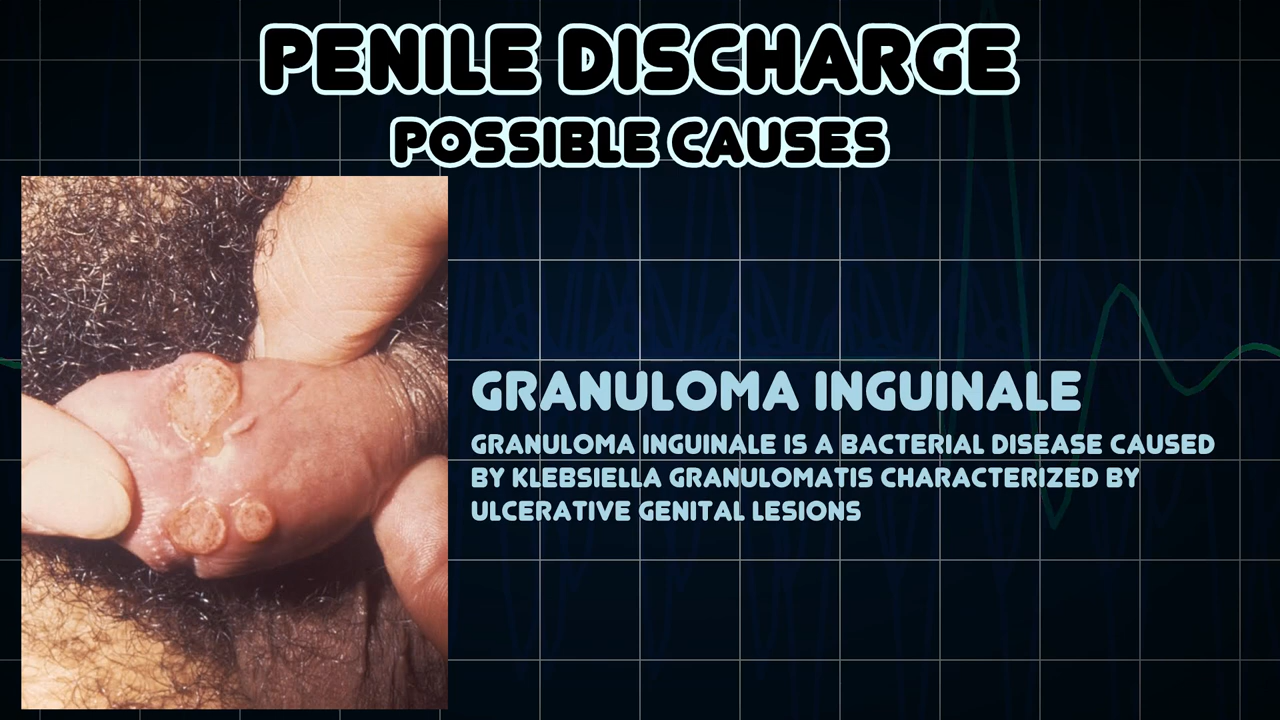 PENILE DISCHARGE
POSSIBLE CAUSES
GRANULOMA INGUINALE
GRANULOMA INGUINALE IS A BACTERIAL DISEASE CAUSED
BY KLEBSIELLA GRANULOMATIS CHARACTERIZED BY
ULCERATIVE GENITAL LESIONS